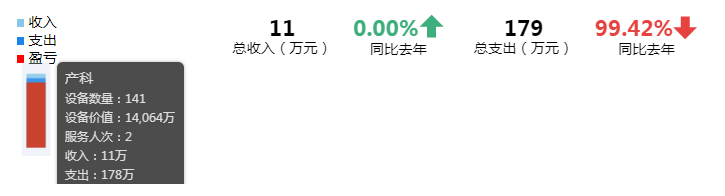 收入
支出
盈亏
11
总收入（万元）
0.00%
同比去年
179
总支出（万元）
99.42%
同比去年
产科
设备数量：141
设备价值：14,064万
服务人次：2
收入：11万
支出：178万